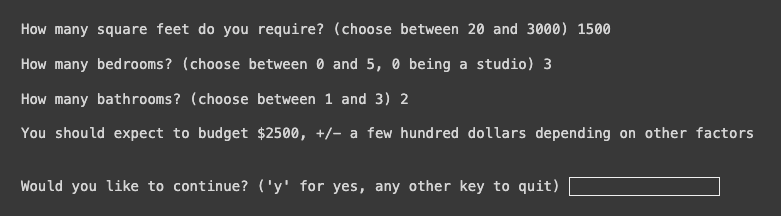 How many square feet do you require? (choose between 20 and 3000) 1500
How many bedrooms? (choose between 0 and 5, 0 being a studio) 3
How many bathrooms? (choose between 1 and 3) 2
You should expect to budget $2500, +/- a few hundred dollars depending on other factors
Would you like to continue? ('y' for yes, any other key to quit)